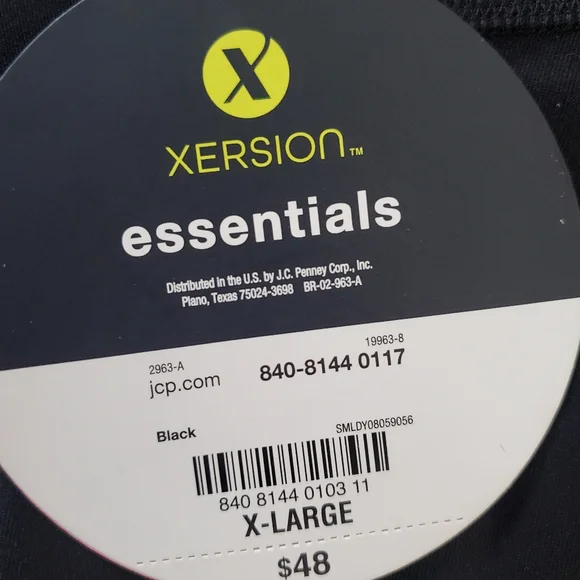 X
XERSION™
essentials
Distributed in the U.S. by J.C. Penney Corp., Inc.
Plano, Texas 75024-3698 BR-02-963-A
2963-A 19963-8
jcp.com 840-8144 0117
Black SMLDY08059056
840 8144 0103 11
X-LARGE
$48